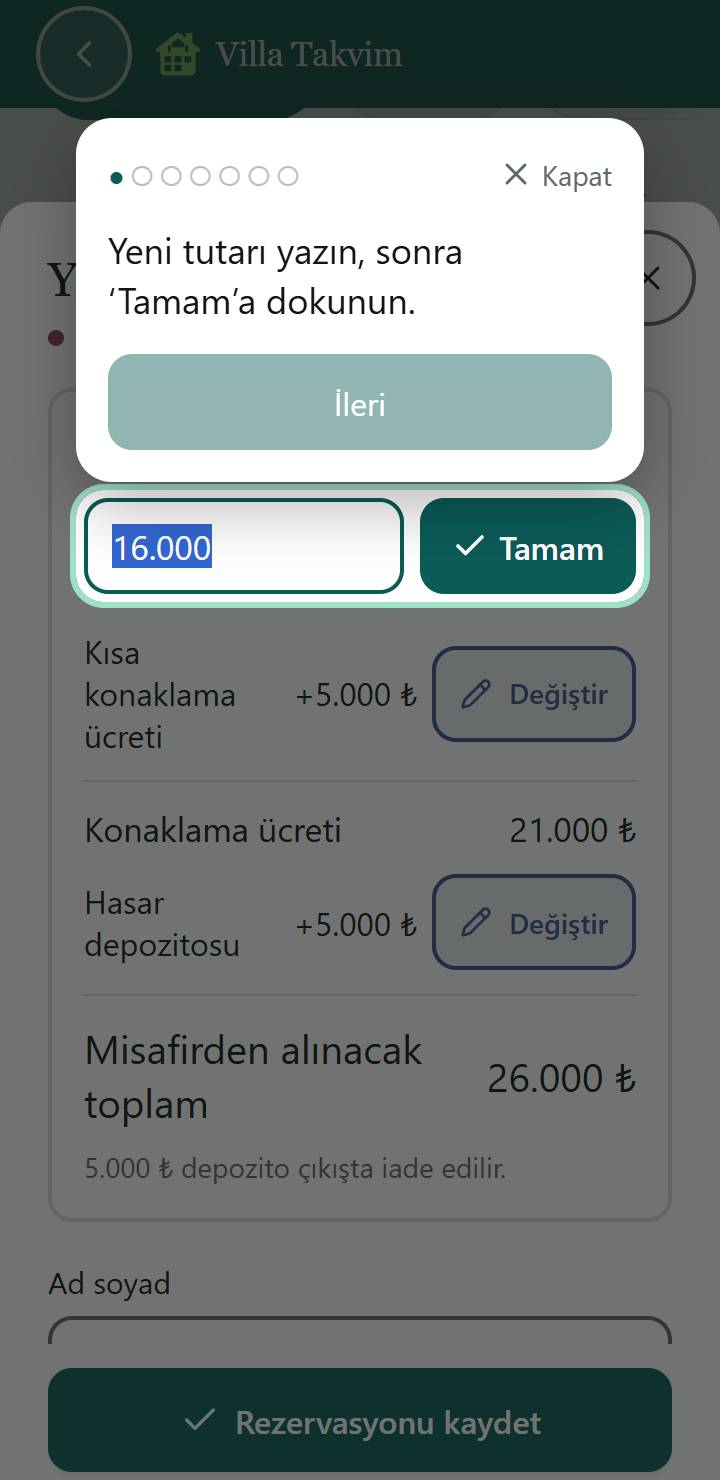 Villa Takvim
Kapat
Yeni tutarı yazın, sonra
‘Tamam’a dokunun.
İleri
Y
16.000
Tamam
Kısa
konaklama
ücreti
+5.000 ₺
Değiştir
Konaklama ücreti
21.000 ₺
Hasar
depozitosu
+5.000 ₺
Değiştir
Misafirden alınacak
toplam
26.000 ₺
5.000 ₺ depozito çıkışta iade edilir.
Ad soyad
Rezervasyonu kaydet